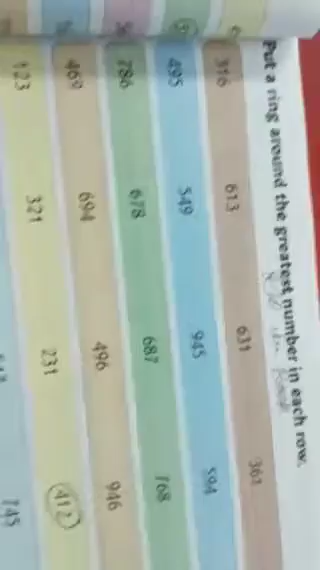 Put a ring around the greatest number in each row.
316 613 631 361
495 549 945 594
786 678 687 768
469 694 496 946
123 321 231 412
745